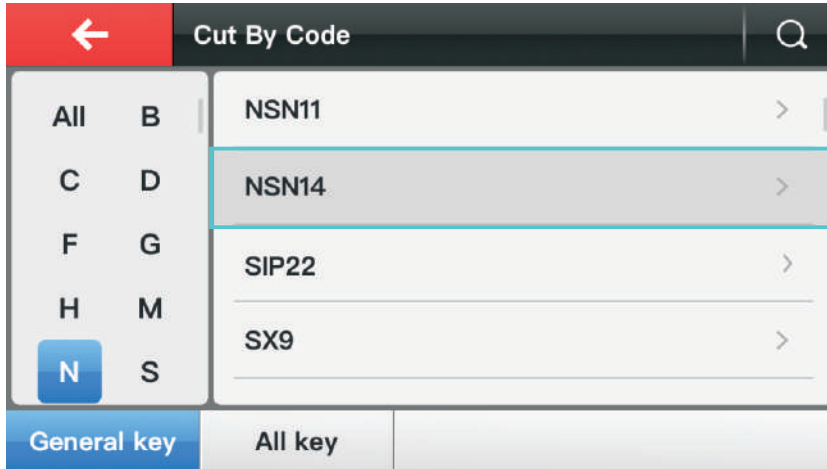 Cut By Code
All B
C D
F G
H M
N S
NSN11
NSN14
SIP22
SX9
General key
All key